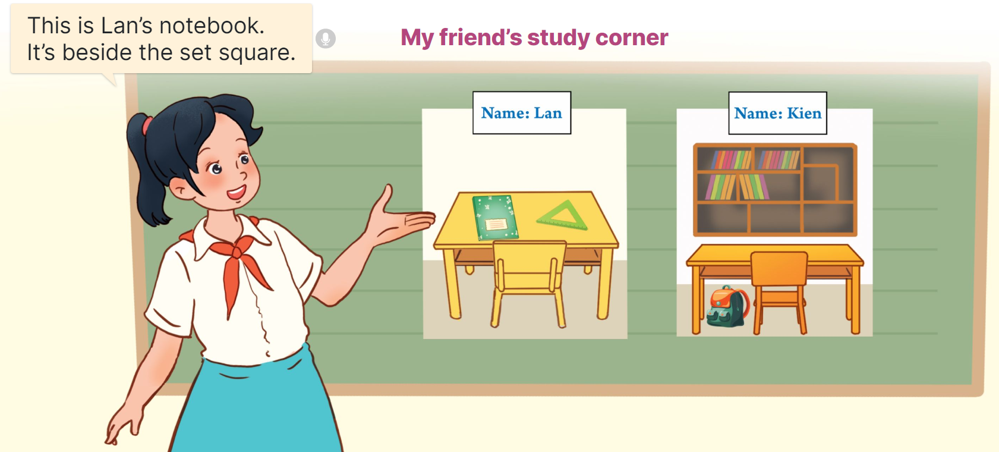 This is Lan’s notebook.
It’s beside the set square.
My friend’s study corner
Name: Lan
Name: Kien